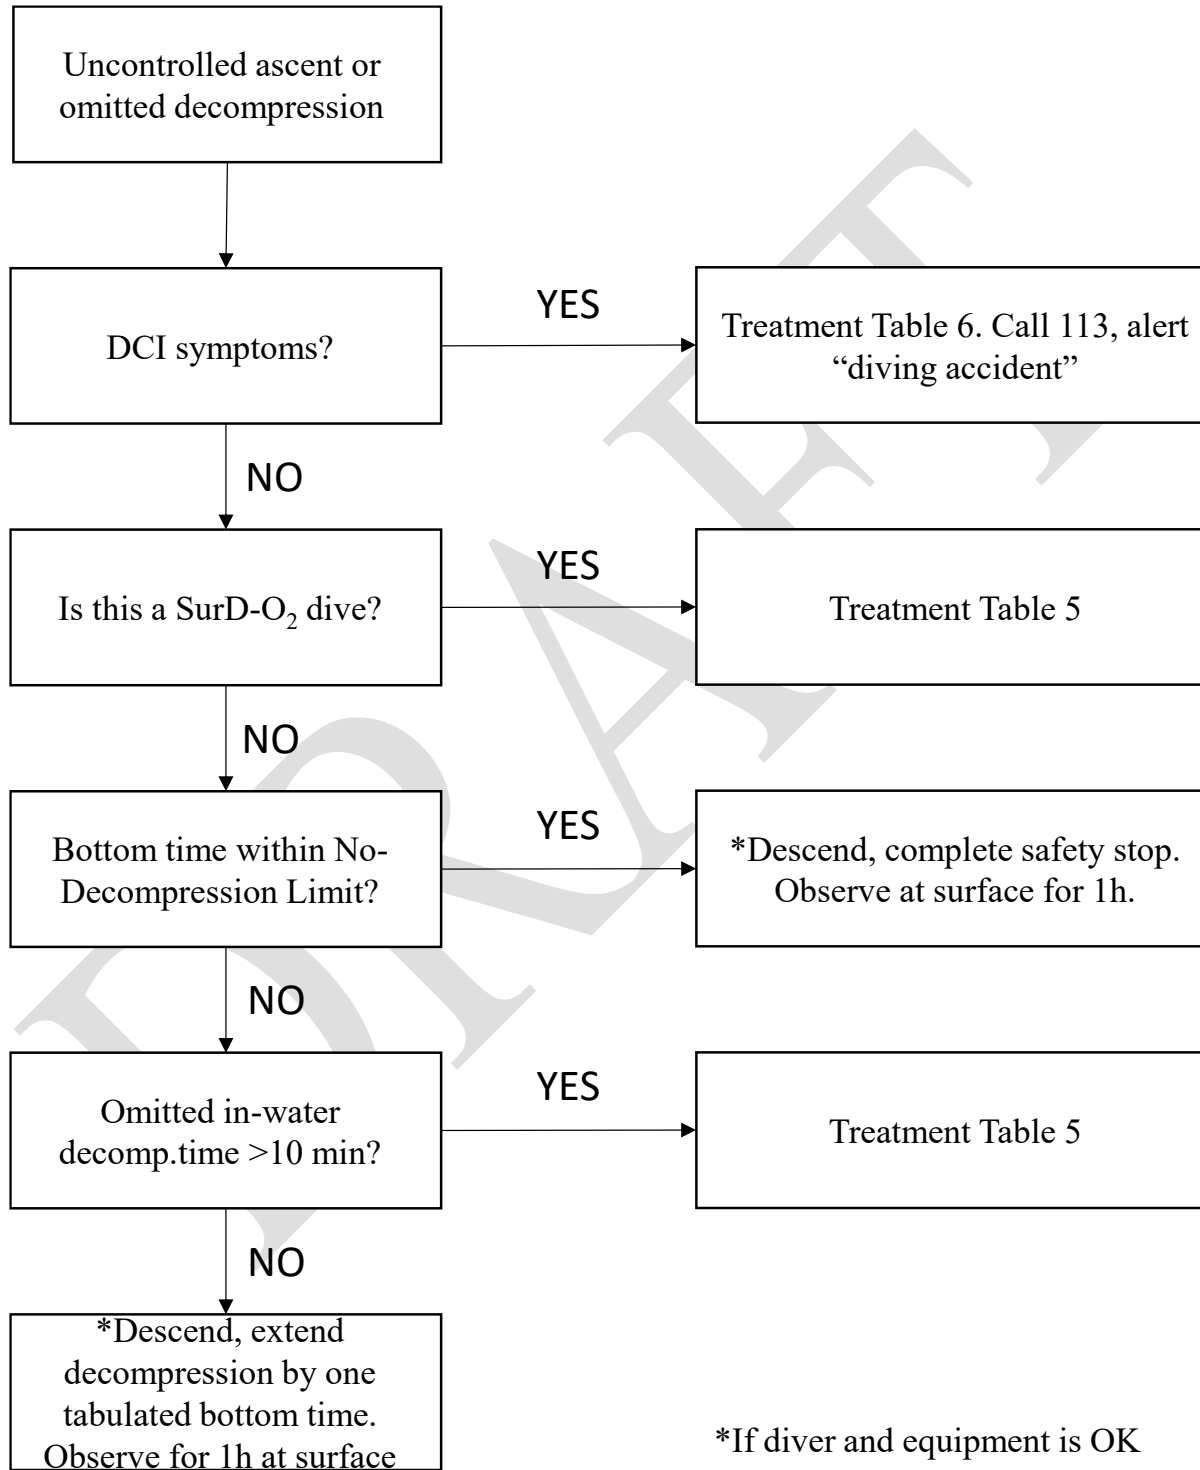 Uncontrolled ascent or
omitted decompression
DCI symptoms?
YES
Treatment Table 6. Call 113, alert
“diving accident”
NO
Is this a SurD-O₂ dive?
YES
Treatment Table 5
NO
Bottom time within No-
Decompression Limit?
YES
*Descend, complete safety stop.
Observe at surface for 1h.
NO
Omitted in-water
decomp.time >10 min?
YES
Treatment Table 5
NO
*Descend, extend
decompression by one
tabulated bottom time.
Observe for 1h at surface
*If diver and equipment is OK
DRAFT